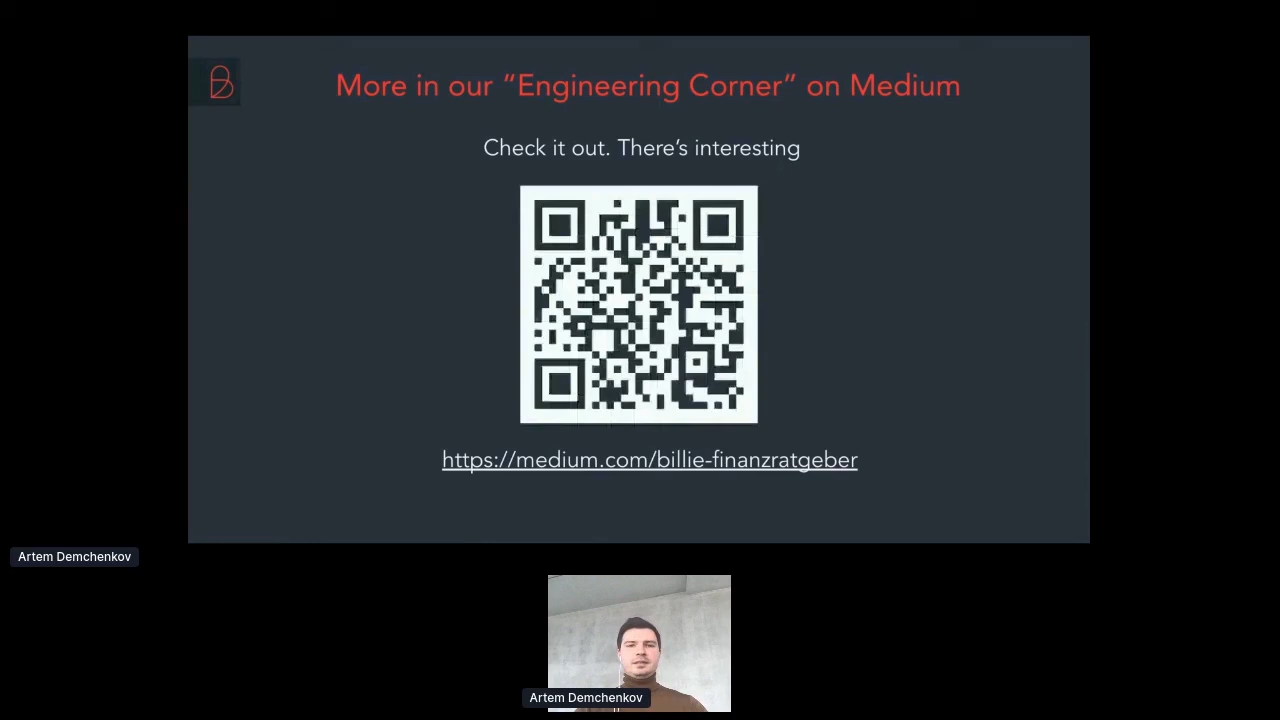 More in our “Engineering Corner” on Medium
Check it out. There’s interesting
https://medium.com/billie-finanzratgeber
Artem Demchenkov
Artem Demchenkov